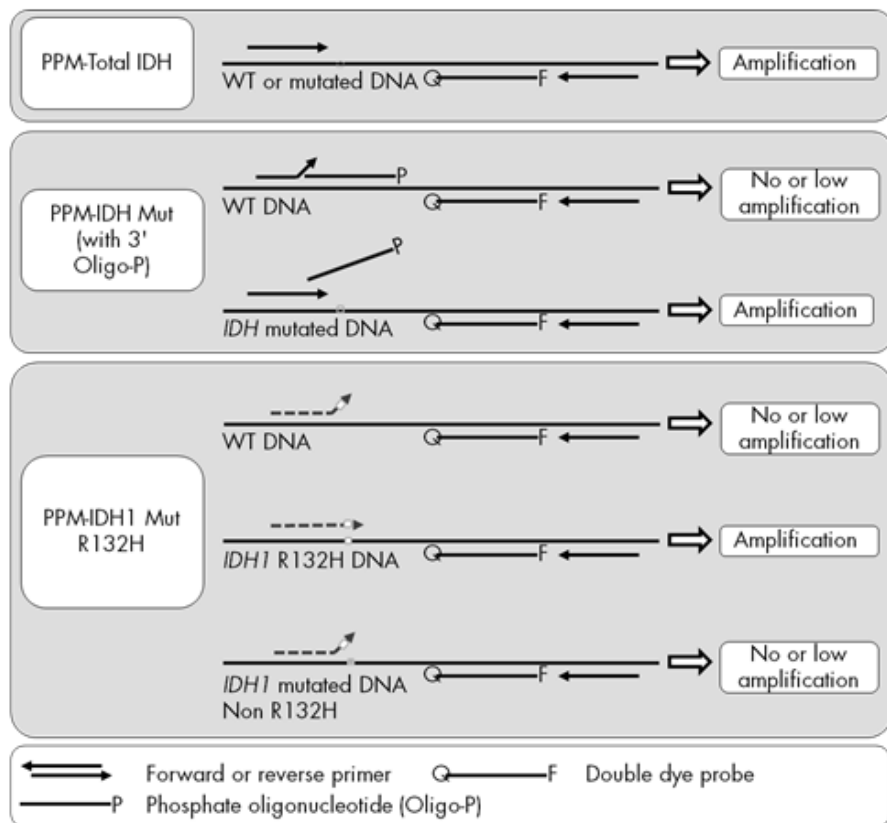 PPM-Total IDH
WT or mutated DNA
Q
F
Amplification
PPM-IDH Mut
(with 3'
Oligo-P)
P
WT DNA
Q
F
No or low
amplification
P
IDH mutated DNA
Q
F
Amplification
PPM-IDH1 Mut
R132H
WT DNA
Q
F
No or low
amplification
IDH1 R132H DNA
Q
F
Amplification
IDH1 mutated DNA
Non R132H
Q
F
No or low
amplification
Forward or reverse primer
Q
F
Double dye probe
P
Phosphate oligonucleotide (Oligo-P)